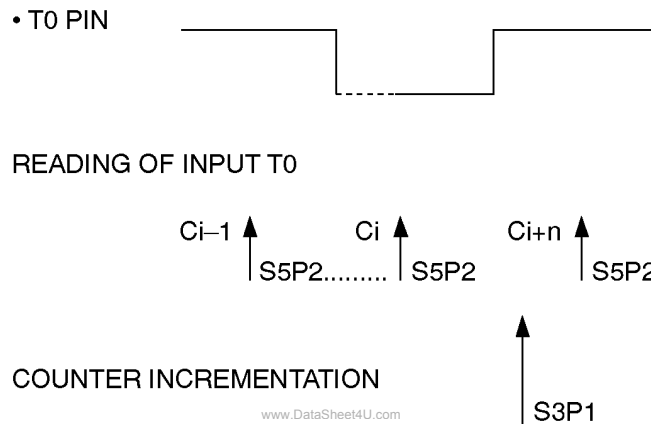 • T0 PIN
READING OF INPUT T0
Ci–1 Ci Ci+n
S5P2......... S5P2 S5P2
COUNTER INCREMENTATION
S3P1
www.DataSheet4U.com